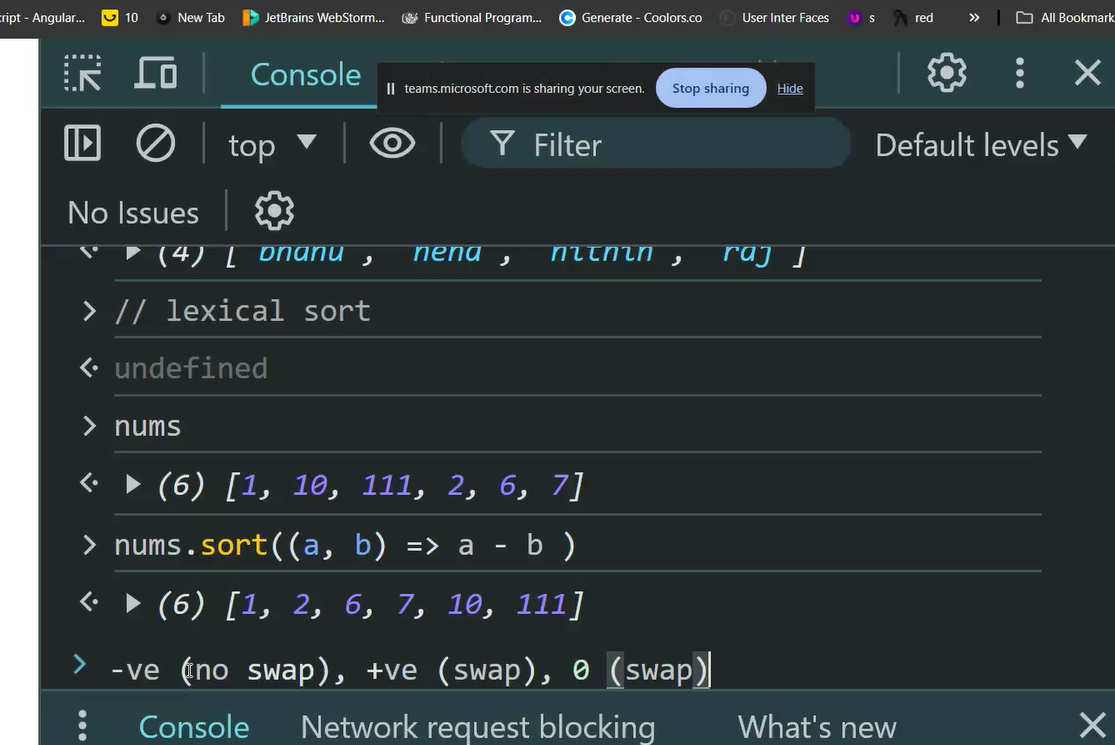 cript - Angular... 10 New Tab JetBrains WebStorm... Functional Program... Generate - Coolors.co User Inter Faces s red » All Bookmark
Console
teams.microsoft.com is sharing your screen. Stop sharing Hide
top Filter Default levels
No Issues
(4) ['bhanu', 'neha', 'nithin', 'raj']
> // lexical sort
undefined
> nums
(6) [1, 10, 111, 2, 6, 7]
> nums.sort((a, b) => a - b )
(6) [1, 2, 6, 7, 10, 111]
> -ve (no swap), +ve (swap), 0 (swap)
Console Network request blocking What's new